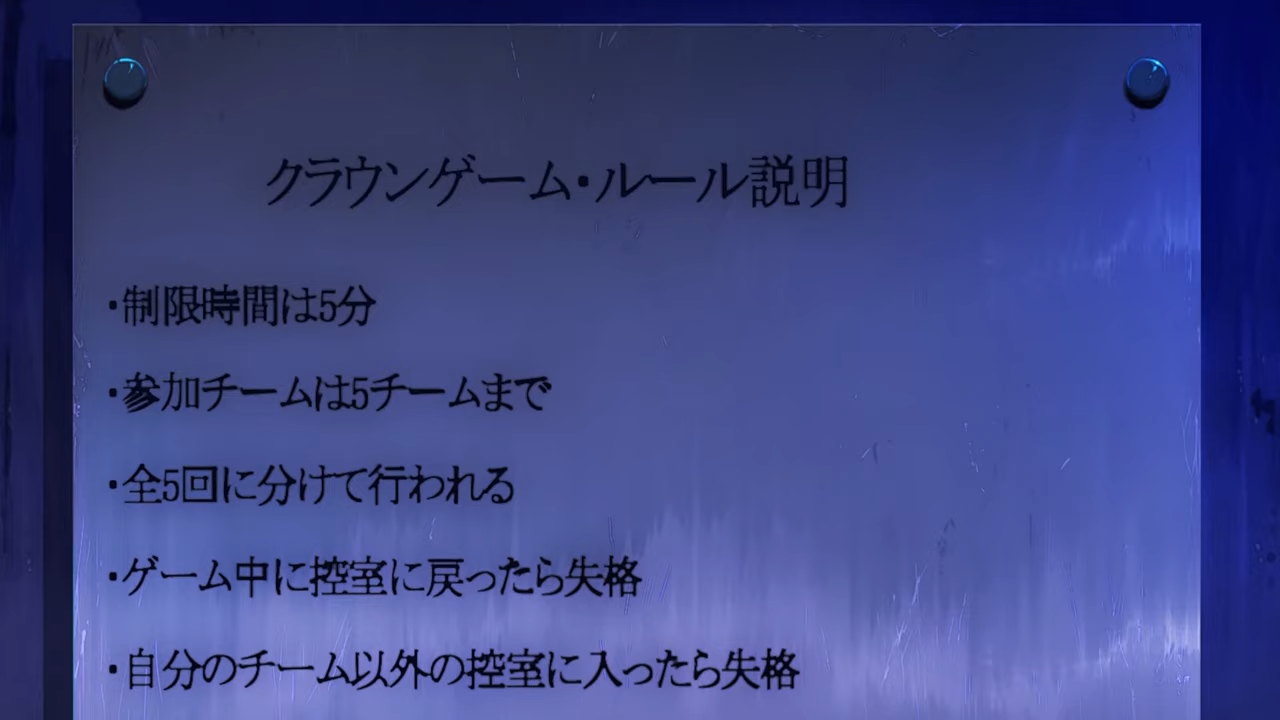 クラウンゲーム・ルール説明
・制限時間は5分
・参加チームは5チームまで
・全5回に分けて行われる
・ゲーム中に控室に戻ったら失格
・自分のチーム以外の控室に入ったら失格